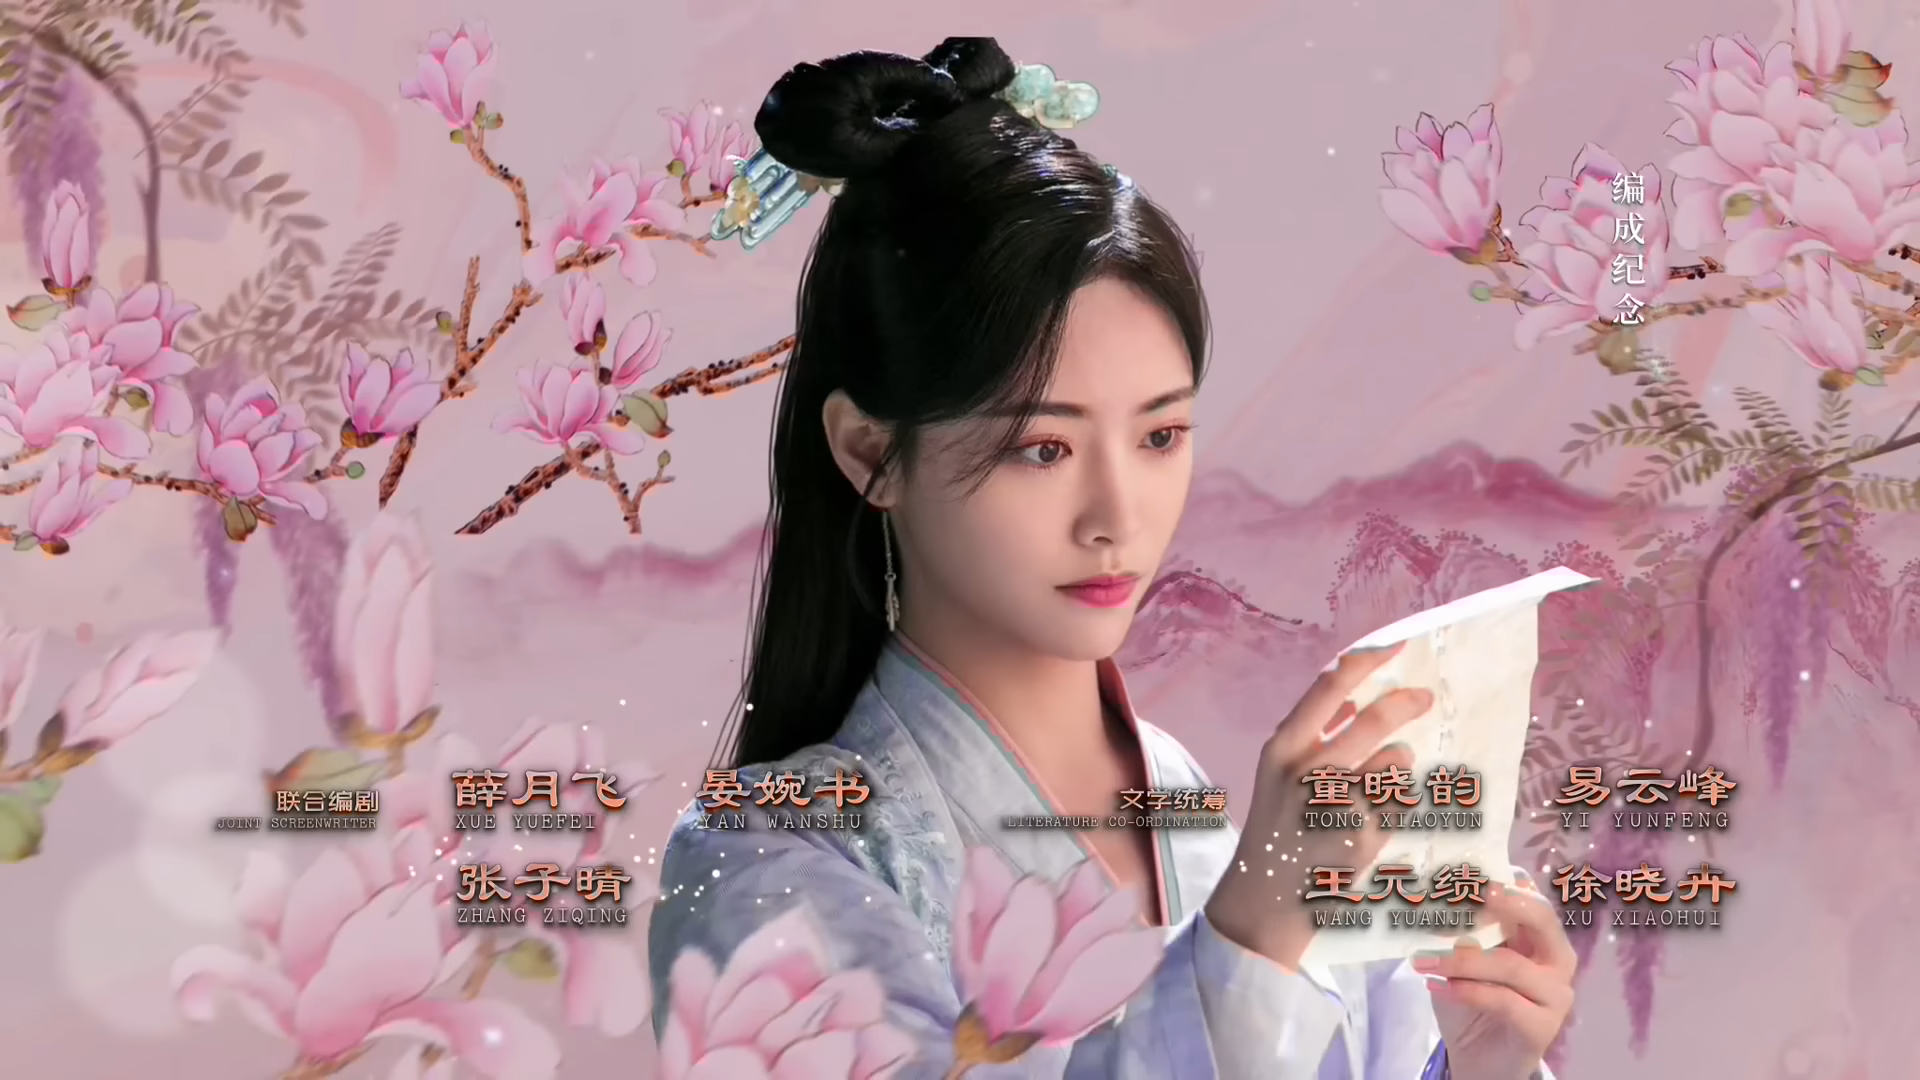 编成纪念
联合编剧
JOINT SCREENWRITER
薛月飞
XUE YUEFEI
晏婉书
YAN WANSHU
张子晴
ZHANG ZIQING
文学统筹
LITERATURE CO-ORDINATION
童晓韵
TONG XIAOYUN
易云峰
YI YUNFENG
王元绩
WANG YUANJI
徐晓卉
XU XIAOHUI